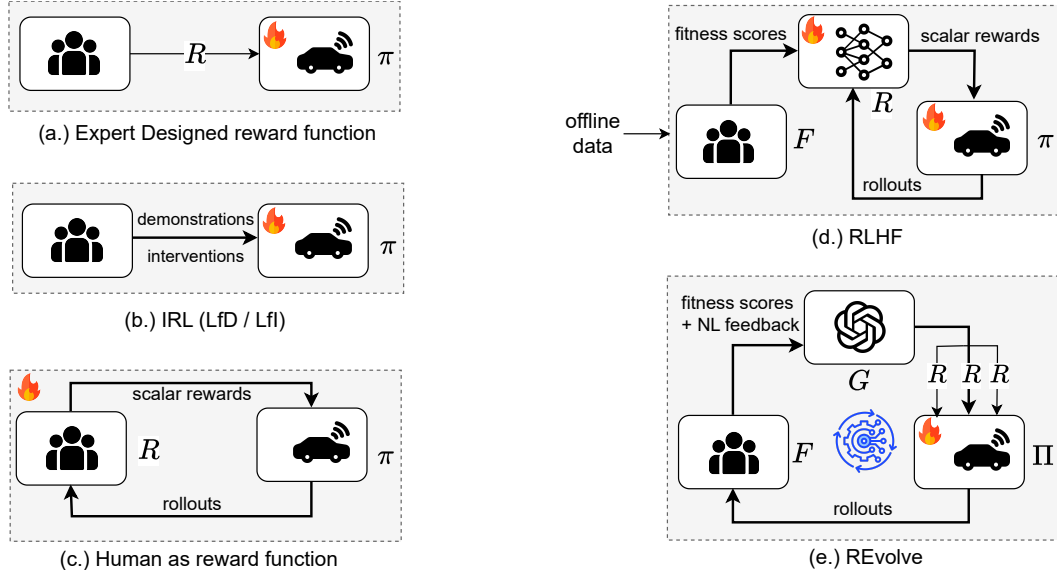 R
π
(a.) Expert Designed reward function
demonstrations
interventions
π
(b.) IRL (LfD / LfI)
scalar rewards
R
π
rollouts
(c.) Human as reward function
fitness scores
scalar rewards
R
offline
data
F
π
rollouts
(d.) RLHF
fitness scores
+ NL feedback
G
R R R
F
Π
rollouts
(e.) REvolve